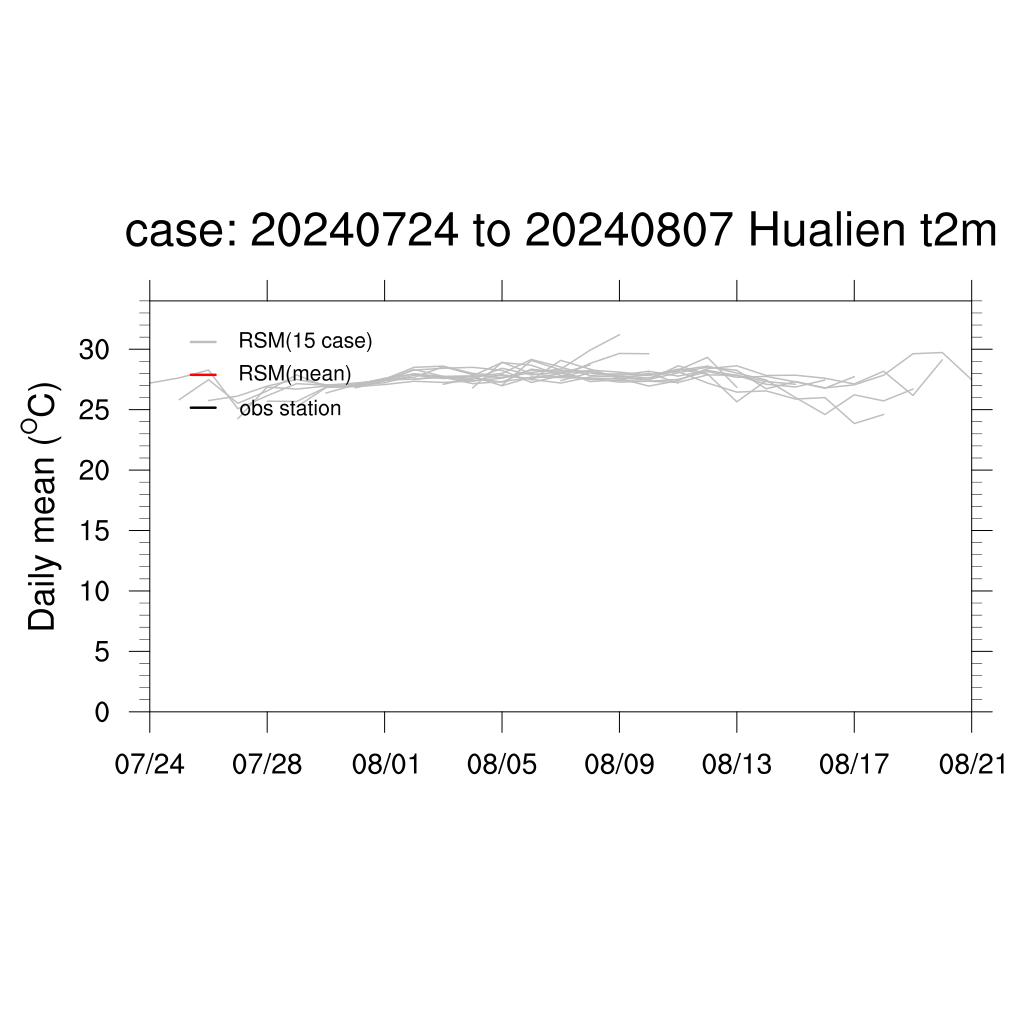 case: 20240724 to 20240807 Hualien t2m
RSM(15 case)
RSM(mean)
obs station
Daily mean (°C)
30
25
20
15
10
5
0
07/24 07/28 08/01 08/05 08/09 08/13 08/17 08/21